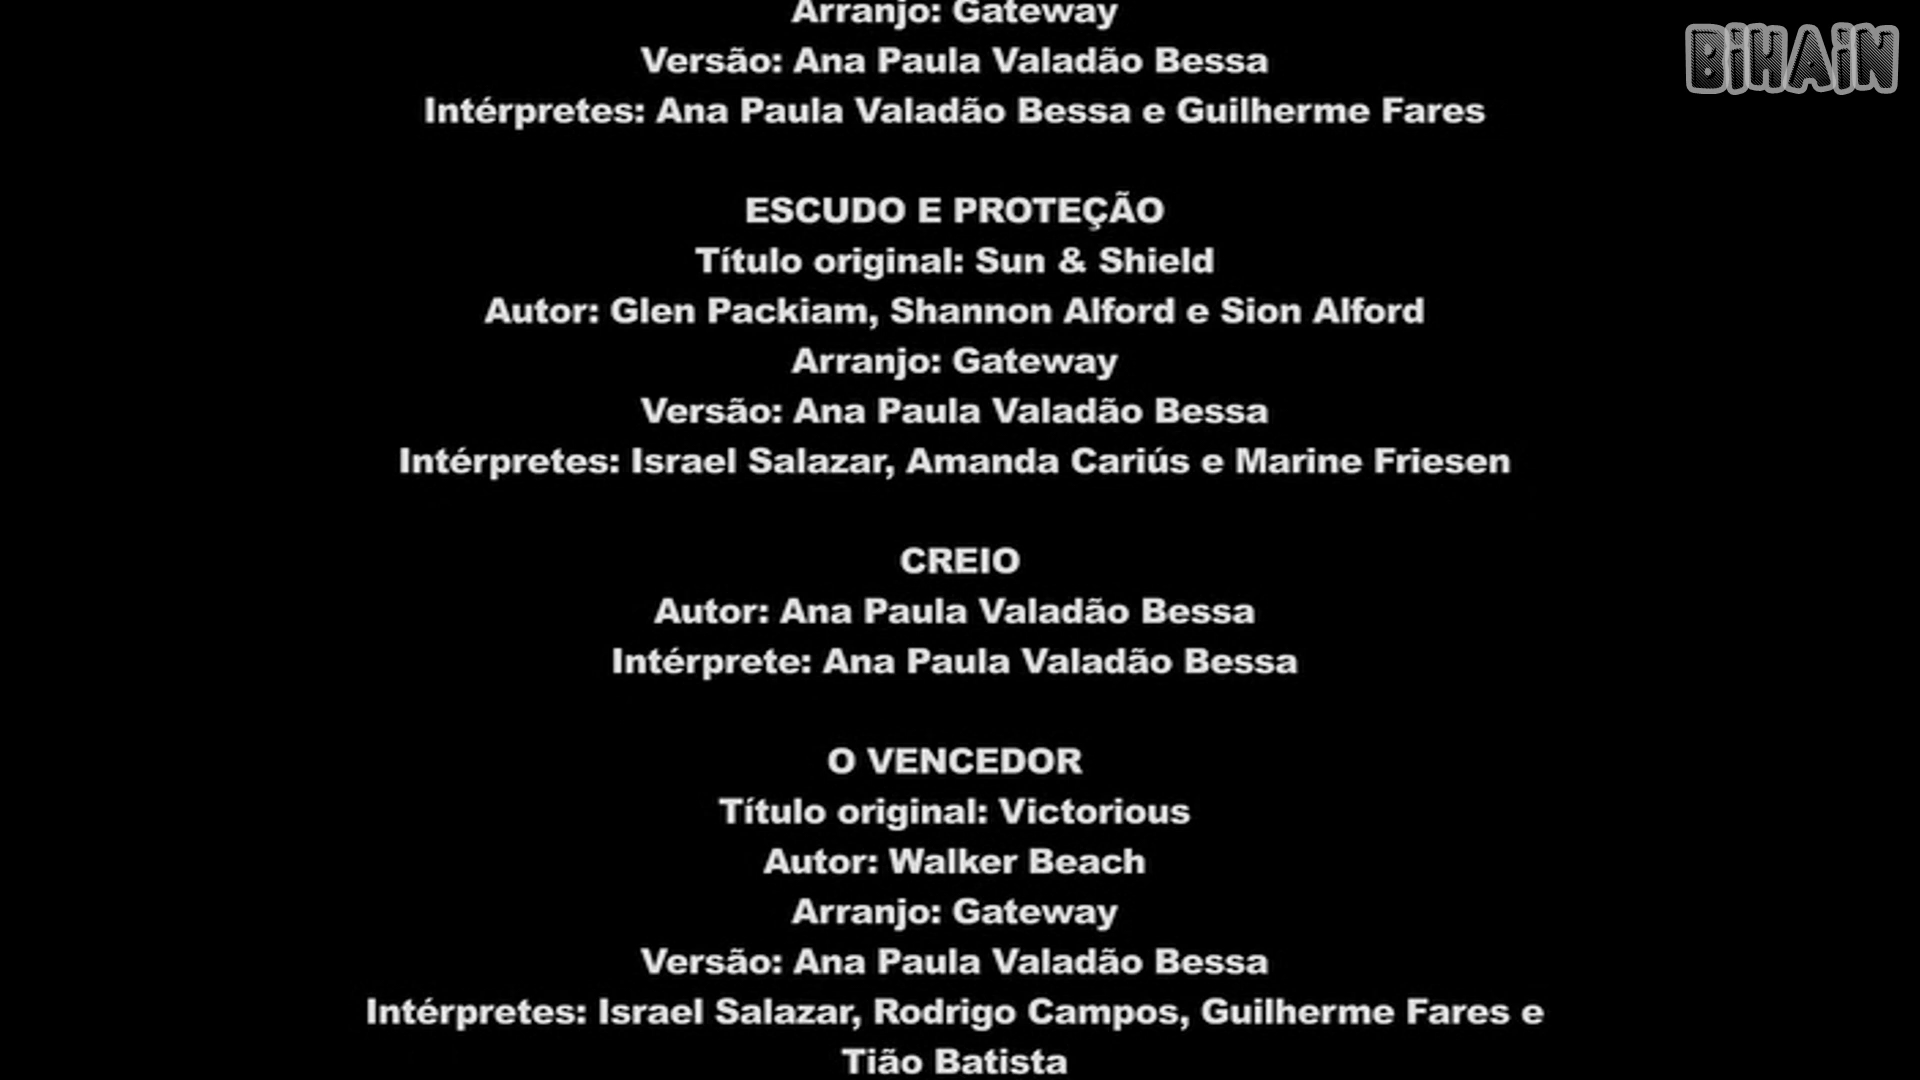 Arranjo: Gateway
Versão: Ana Paula Valadão Bessa
Intérpretes: Ana Paula Valadão Bessa e Guilherme Fares
ESCUDO E PROTEÇÃO
Título original: Sun & Shield
Autor: Glen Packiam, Shannon Alford e Sion Alford
Arranjo: Gateway
Versão: Ana Paula Valadão Bessa
Intérpretes: Israel Salazar, Amanda Cariús e Marine Friesen
CREIO
Autor: Ana Paula Valadão Bessa
Intérprete: Ana Paula Valadão Bessa
O VENCEDOR
Título original: Victorious
Autor: Walker Beach
Arranjo: Gateway
Versão: Ana Paula Valadão Bessa
Intérpretes: Israel Salazar, Rodrigo Campos, Guilherme Fares e
Tião Batista
BiHAiN